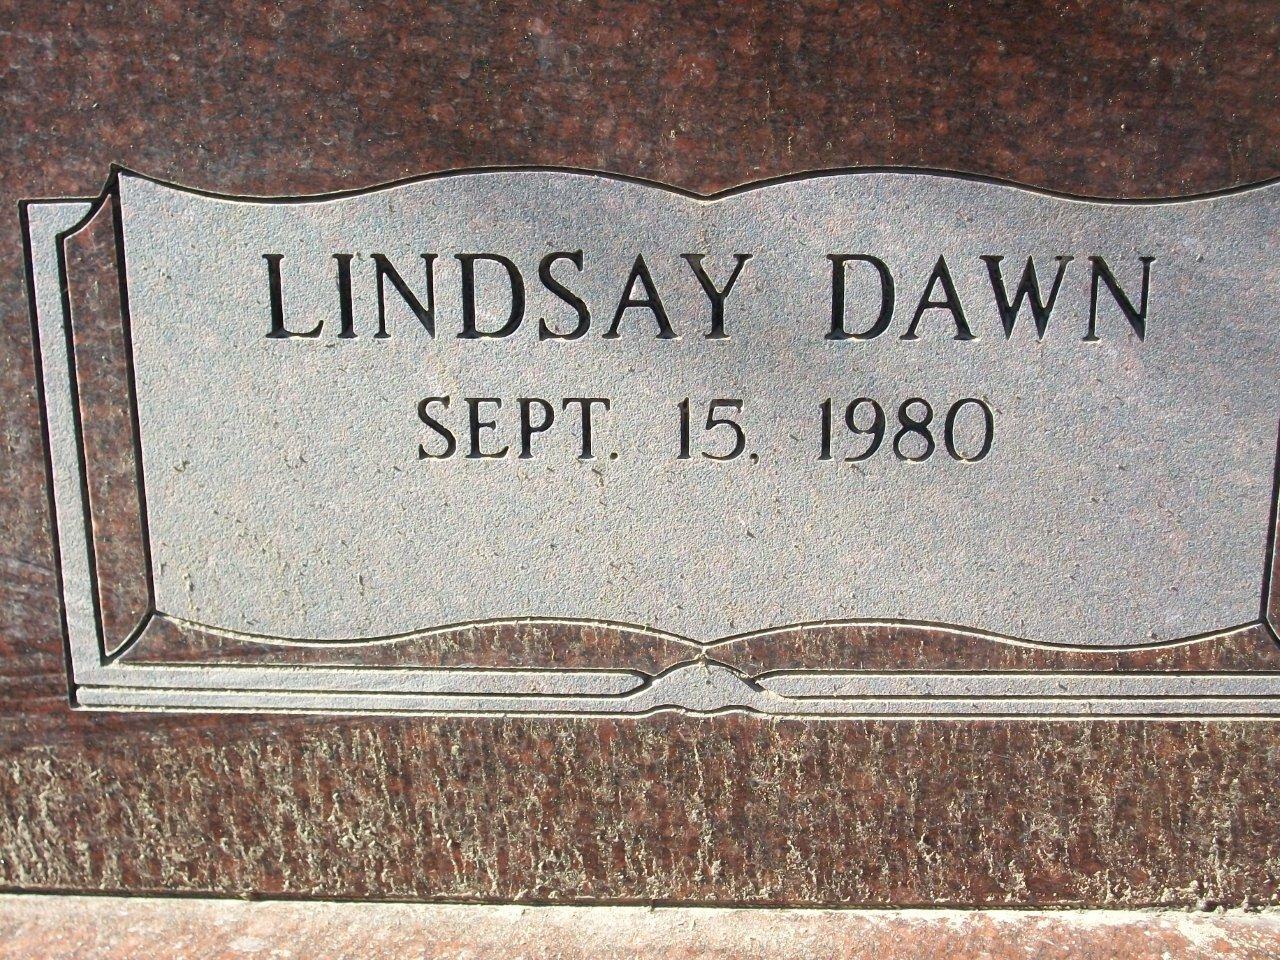 LINDSAY DAWN
SEPT. 15, 1980